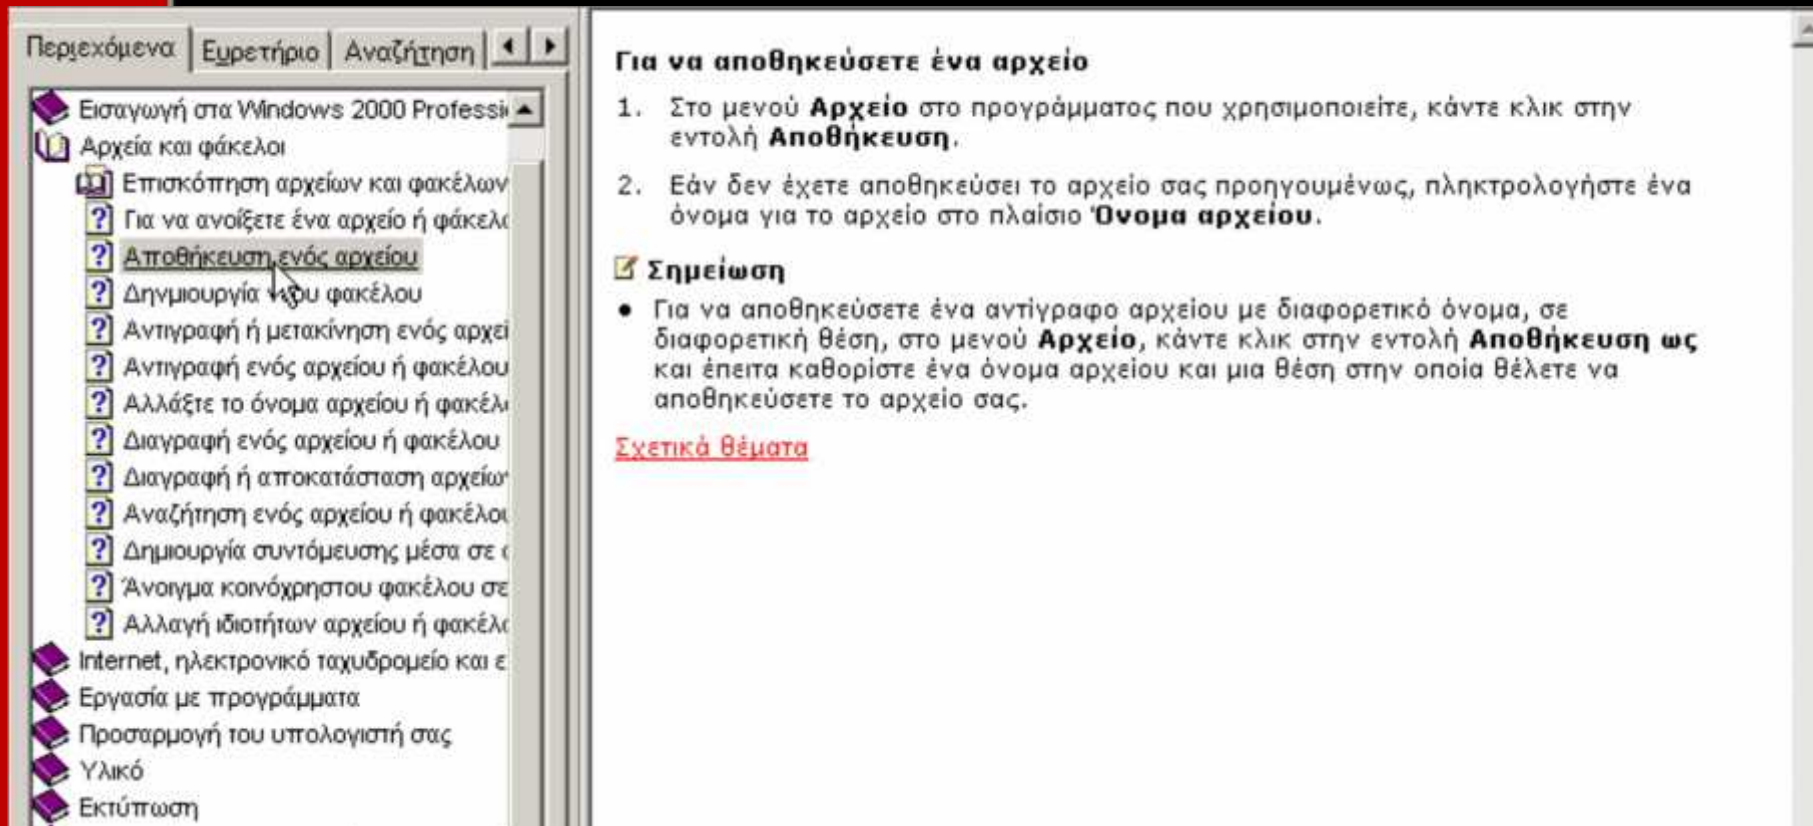 Περιεχόμενα Ευρετήριο Αναζήτηση
Εισαγωγή στα Windows 2000 Professi
Αρχεία και φάκελοι
Επισκόπηση αρχείων και φακέλων
Για να ανοίξετε ένα αρχείο ή φάκελο
Αποθήκευση ενός αρχείου
Δηνμιουργία φακέλου
Αντιγραφή ή μετακίνηση ενός αρχεί
Αντιγραφή ενός αρχείου ή φακέλου
Αλλάξτε το όνομα αρχείου ή φακέλ
Διαγραφή ενός αρχείου ή φακέλου
Διαγραφή ή αποκατάσταση αρχείω
Αναζήτηση ενός αρχείου ή φακέλου
Δημιουργία συντόμευσης μέσα σε
Άνοιγμα κοινόχρηστου φακέλου σε
Αλλαγή ιδιοτήτων αρχείου ή φακέλο
Internet, ηλεκτρονικό ταχυδρομείο και ε
Εργασία με προγράμματα
Προσαρμογή του υπολογιστή σας
Υλικό
Εκτύπωση
Για να αποθηκεύσετε ένα αρχείο
1. Στο μενού Αρχείο στο προγράμματος που χρησιμοποιείτε, κάντε κλικ στην
εντολή Αποθήκευση.
2. Εάν δεν έχετε αποθηκεύσει το αρχείο σας προηγουμένως, πληκτρολογήστε ένα
όνομα για το αρχείο στο πλαίσιο Όνομα αρχείου.
Σημείωση
• Για να αποθηκεύσετε ένα αντίγραφο αρχείου με διαφορετικό όνομα, σε
διαφορετική θέση, στο μενού Αρχείο, κάντε κλικ στην εντολή Αποθήκευση ως
και έπειτα καθορίστε ένα όνομα αρχείου και μια θέση στην οποία θέλετε να
αποθηκεύσετε το αρχείο σας.
Σχετικά θέματα